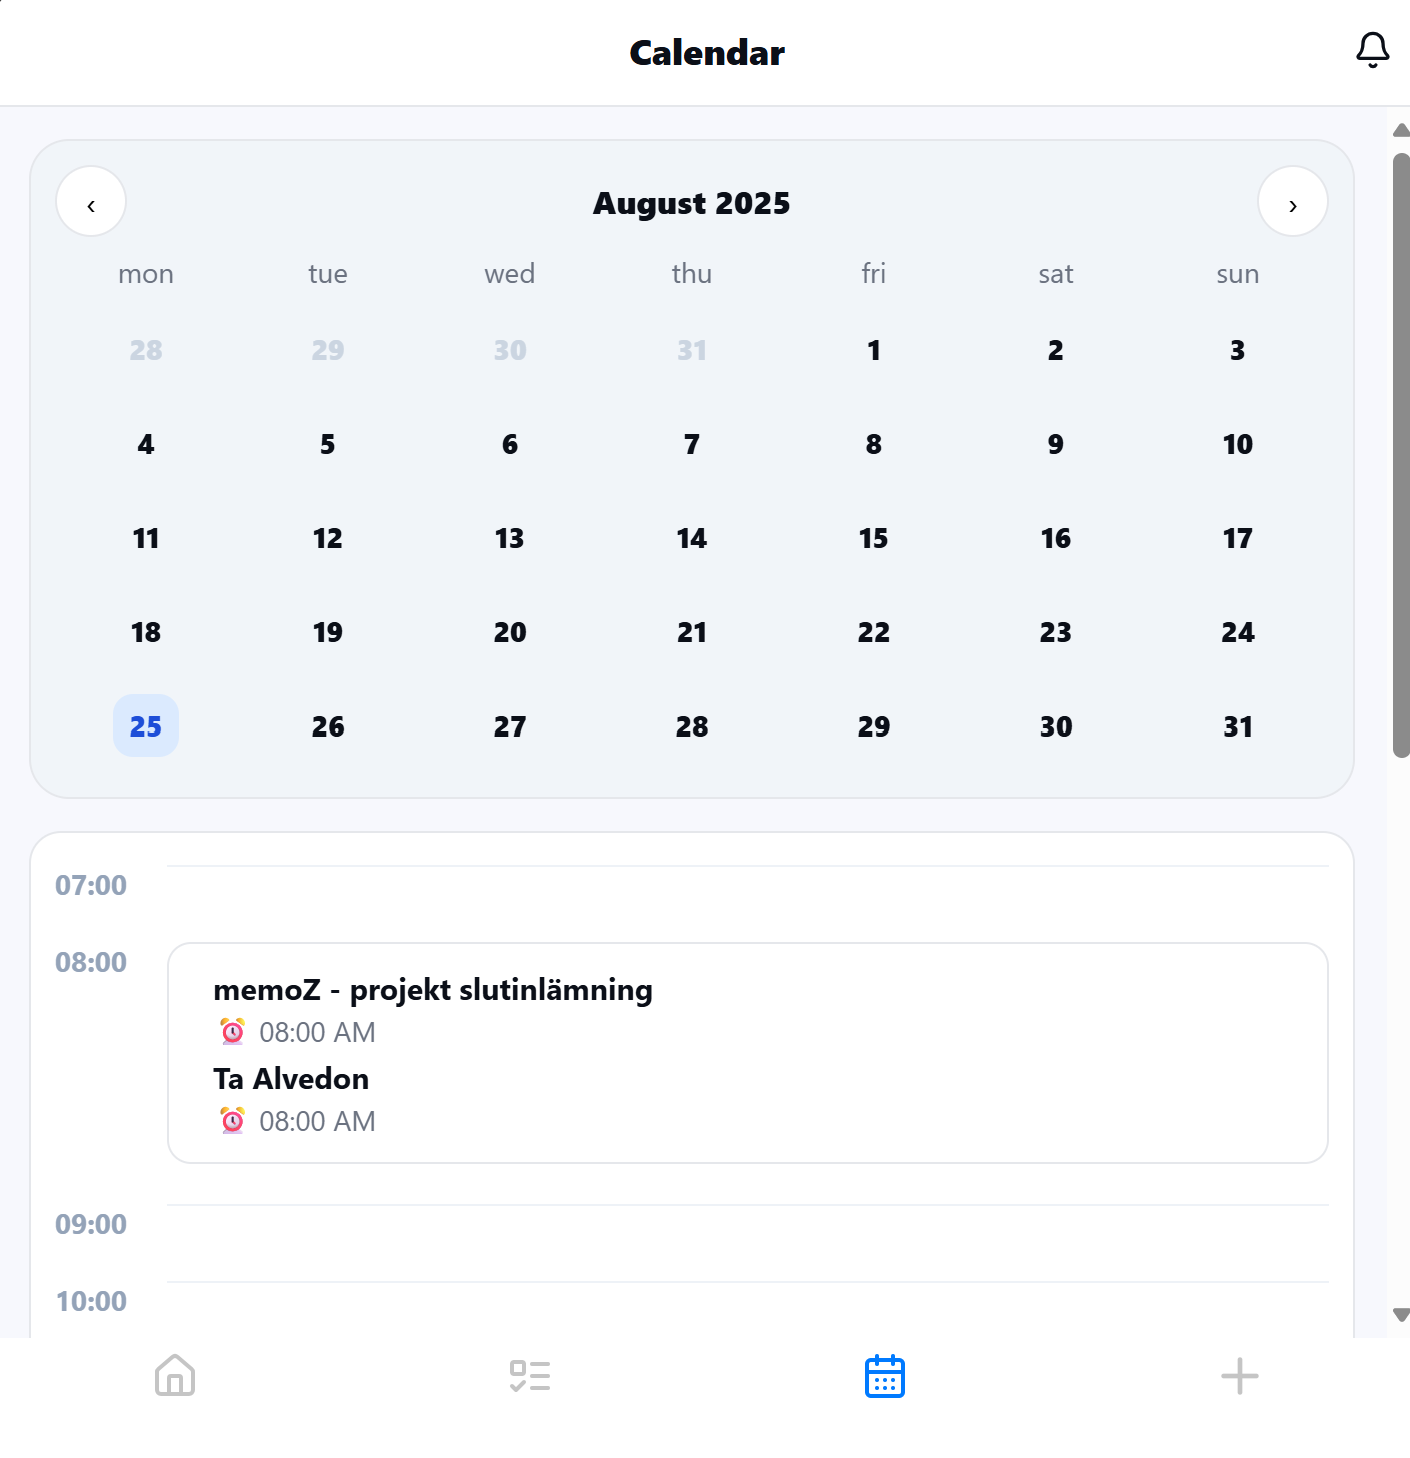 Calendar
‹ August 2025 ›
mon tue wed thu fri sat sun
28 29 30 31 1 2 3
4 5 6 7 8 9 10
11 12 13 14 15 16 17
18 19 20 21 22 23 24
25 26 27 28 29 30 31
07:00
08:00
memoZ - projekt slutinlämning
⏰ 08:00 AM
Ta Alvedon
⏰ 08:00 AM
09:00
10:00